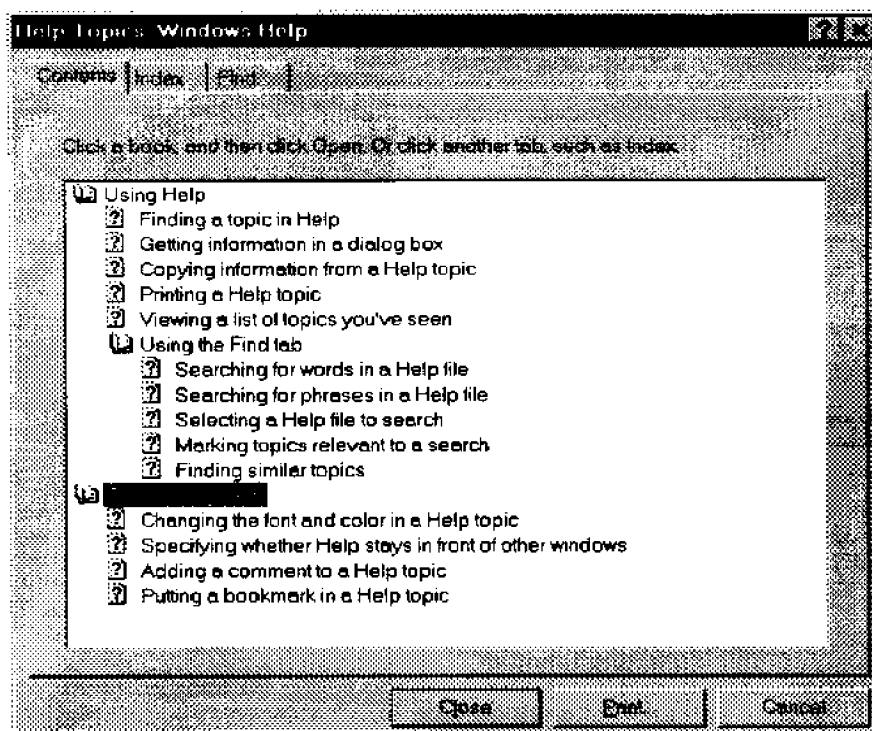 Help Topics: Windows Help
Contents Index Find
Click a book, and then click Open. Or click another tab, such as Index.
Using Help
Finding a topic in Help
Getting information in a dialog box
Copying information from a Help topic
Printing a Help topic
Viewing a list of topics you've seen
Using the Find tab
Searching for words in a Help file
Searching for phrases in a Help file
Selecting a Help file to search
Marking topics relevant to a search
Finding similar topics
Changing the font and color in a Help topic
Specifying whether Help stays in front of other windows
Adding a comment to a Help topic
Putting a bookmark in a Help topic
Close Print... Cancel